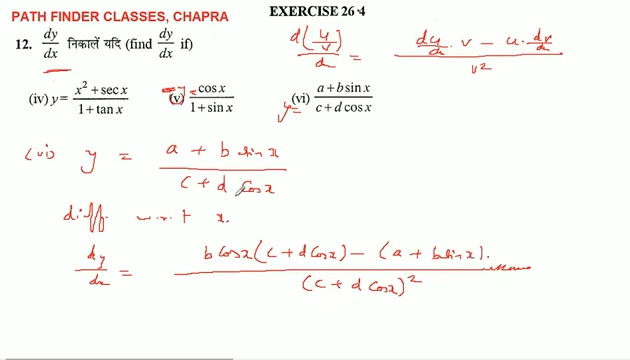 PATH FINDER CLASSES, CHAPRA
EXERCISE 26·4
12. dy/dx निकालें यदि (find dy/dx if)
d(u/v)/dx = (du/dx · v − u · dv/dx)/v²
(iv) y = (x² + sec x)/(1 + tan x) (v) y = cos x/(1 + sin x) (vi) y = (a + b sin x)/(c + d cos x)
(vi) y = (a + b sin x)/(c + d cos x)
diff w.r.t x.
dy/dx = (b cos x (c + d cos x) − (a + b sin x).)/(c + d cos x)²